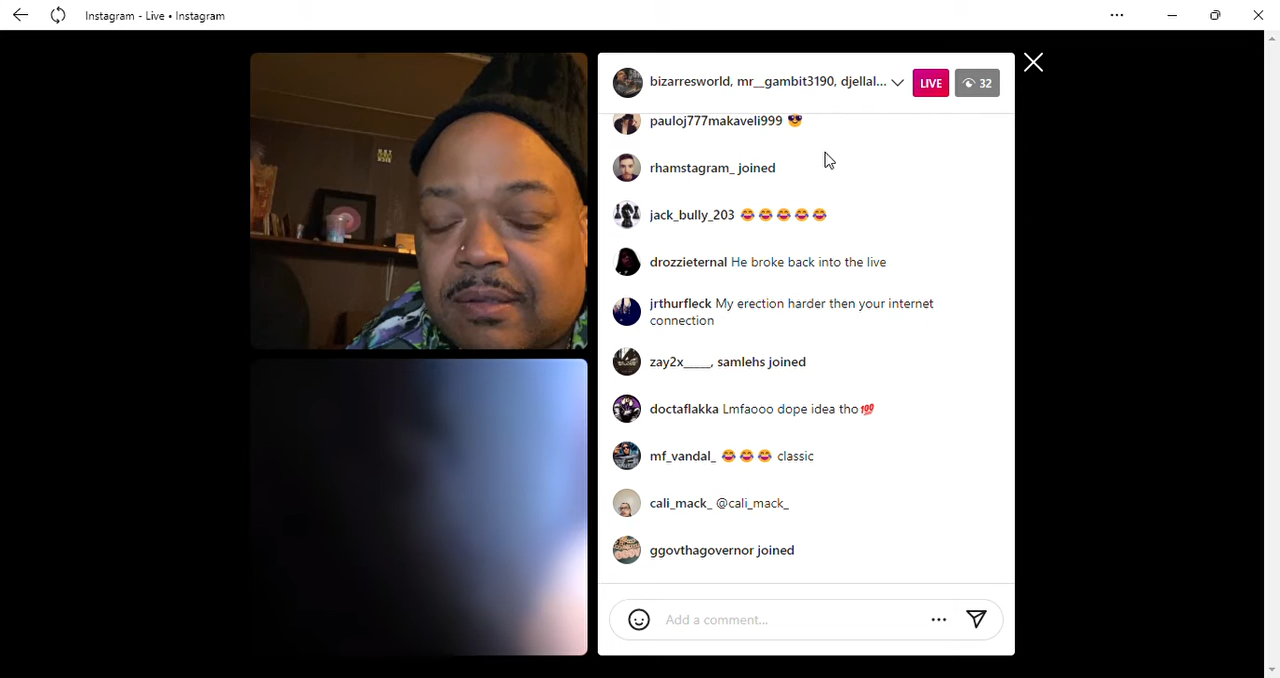 Instagram - Live • Instagram
bizarresworld, mr__gambit3190, djellal...
LIVE
32
pauloj777makaveli999 😎
rhamstagram_ joined
jack_bully_203 😂😂😂😂😂
drozzieternal He broke back into the live
jrthurfleck My erection harder then your internet
connection
zay2x_____, samlehs joined
doctaflakka Lmfaooo dope idea tho💯
mf_vandal_ 😂😂😂 classic
cali_mack_ @cali_mack_
ggovthagovernor joined
Add a comment...